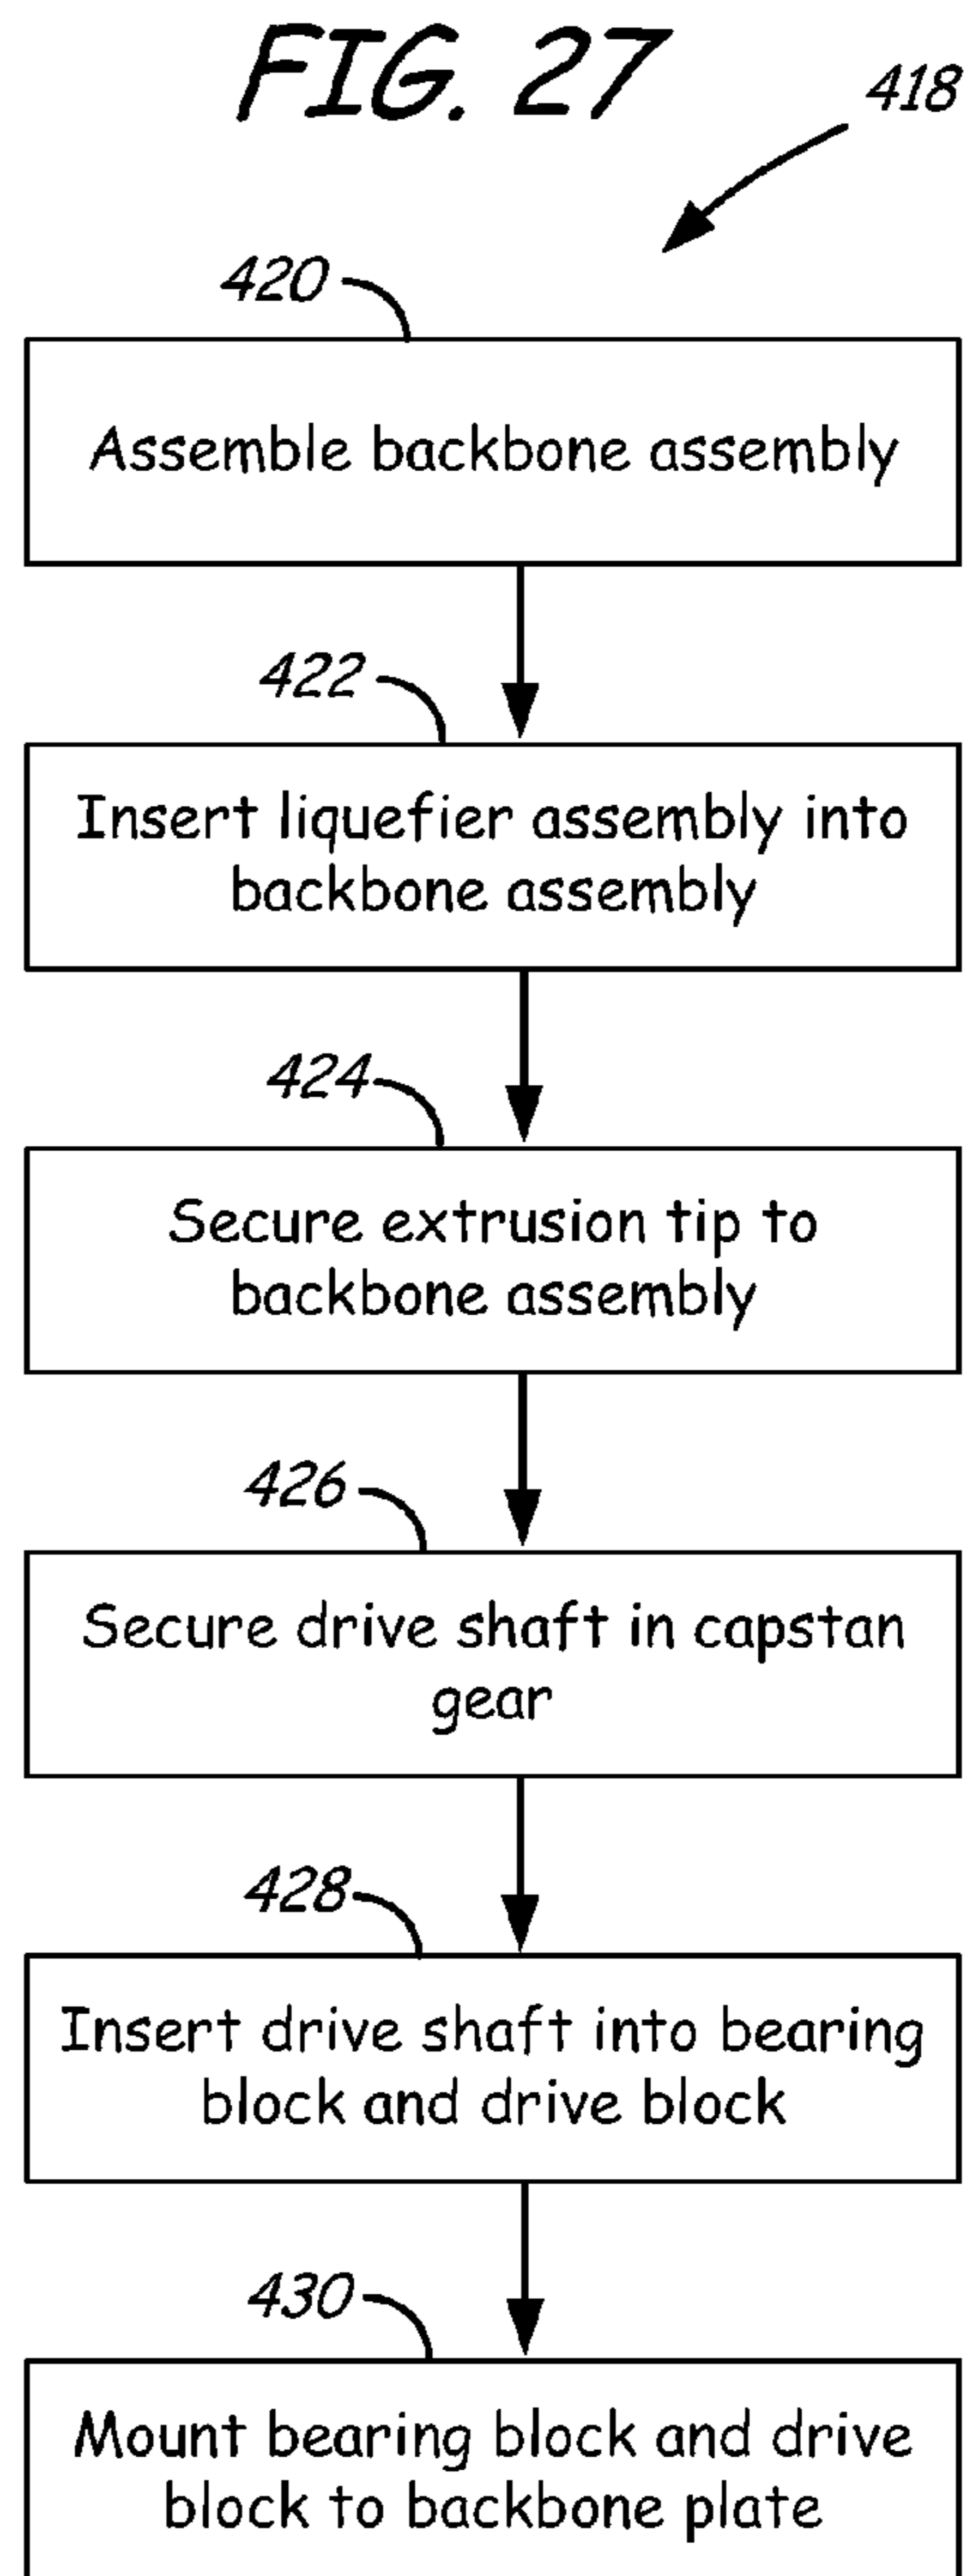 FIG. 27
418
420
Assemble backbone assembly
422
Insert liquefier assembly into
backbone assembly
424
Secure extrusion tip to
backbone assembly
426
Secure drive shaft in capstan
gear
428
Insert drive shaft into bearing
block and drive block
430
Mount bearing block and drive
block to backbone plate